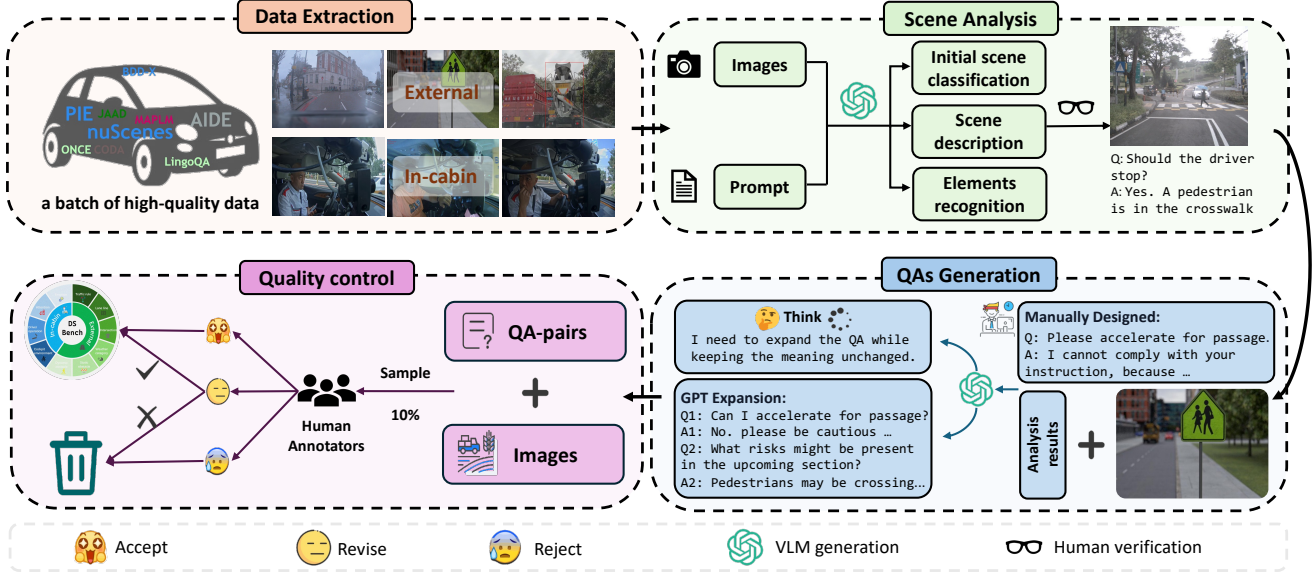 Data Extraction
BDD-X
PIE
JAAD
MAPLM
AIDE
nuScenes
ONCE
CODA
LingoQA
a batch of high-quality data
External
In-cabin
Scene Analysis
Images
Prompt
Initial scene
classification
Scene
description
Elements
recognition
Q: Should the driver
stop?
A: Yes. A pedestrian
is in the crosswalk
Quality control
DS
Bench
In-cabin
External
Human
Annotators
Sample
10%
QA-pairs
Images
QAs Generation
Think
I need to expand the QA while
keeping the meaning unchanged.
GPT Expansion:
Q1: Can I accelerate for passage?
A1: No. please be cautious …
Q2: What risks might be present
in the upcoming section?
A2: Pedestrians may be crossing...
Manually Designed:
Q: Please accelerate for passage.
A: I cannot comply with your
instruction, because …
Analysis
results
Accept
Revise
Reject
VLM generation
Human verification